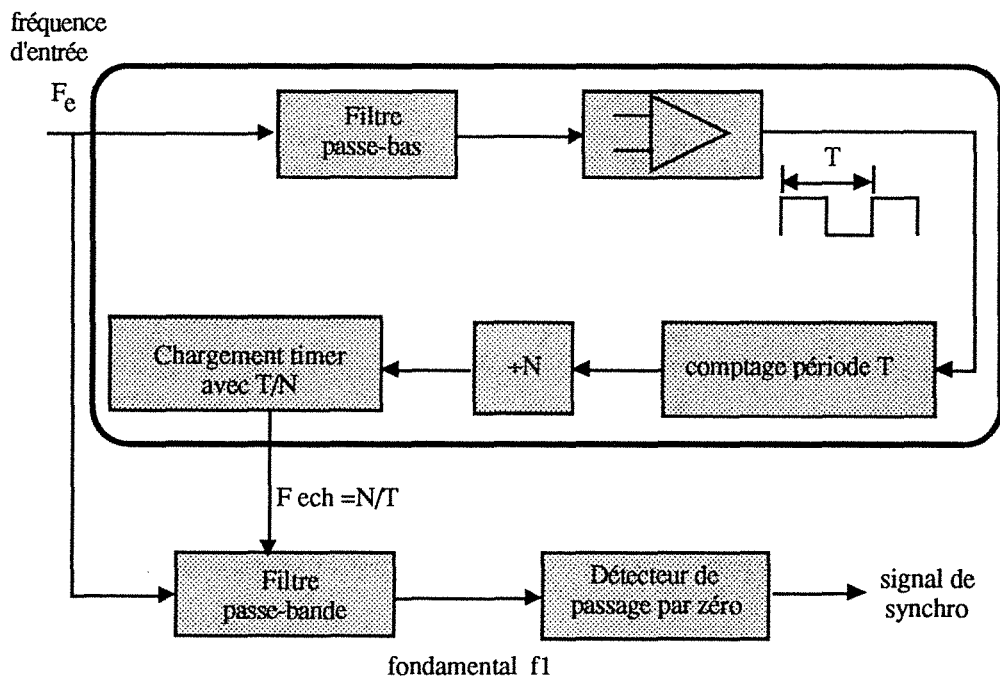 fréquence
d'entrée
Fe
Filtre
passe-bas
T
Chargement timer
avec T/N
÷N
comptage période T
F ech =N/T
Filtre
passe-bande
Détecteur de
passage par zéro
signal de
synchro
fondamental f1